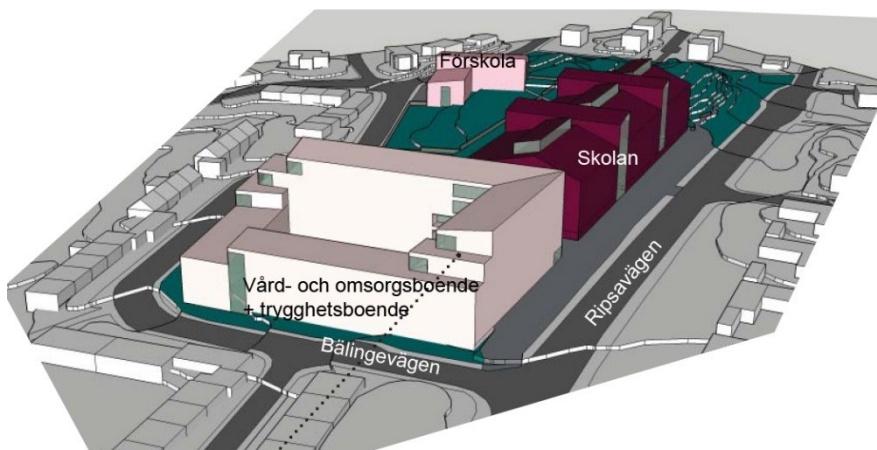 Förskola
Skolan
Vård- och omsorgsboende
+ trygghetsboende
Ripsavägen
Bälingevägen